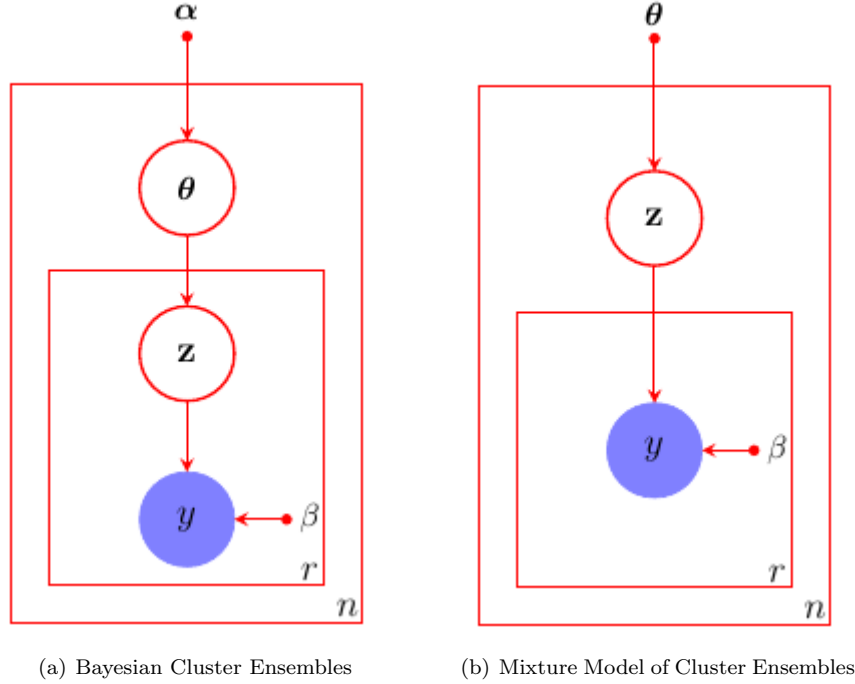 α
θ
z
y
β
r
n
(a) Bayesian Cluster Ensembles
θ
z
y
β
r
n
(b) Mixture Model of Cluster Ensembles